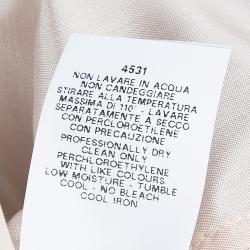 4531
NON LAVARE IN ACQUA
NON CANDEGGIARE
STIRARE ALLA TEMPERATURA
MASSIMA DI 110° - LAVARE
SEPARATAMENTE A SECCO
CON PERCLOROETILENE
CON PRECAUZIONE
PROFESSIONALLY DRY
CLEAN ONLY
PERCHLOROETHYLENE
WITH LIKE COLOURS
LOW MOISTURE - TUMBLE
COOL - NO BLEACH
COOL IRON